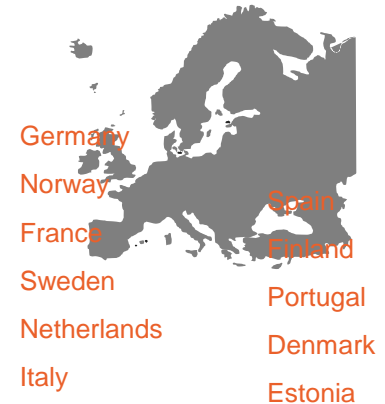 Germany
Norway
France
Sweden
Netherlands
Italy
Spain
Finland
Portugal
Denmark
Estonia